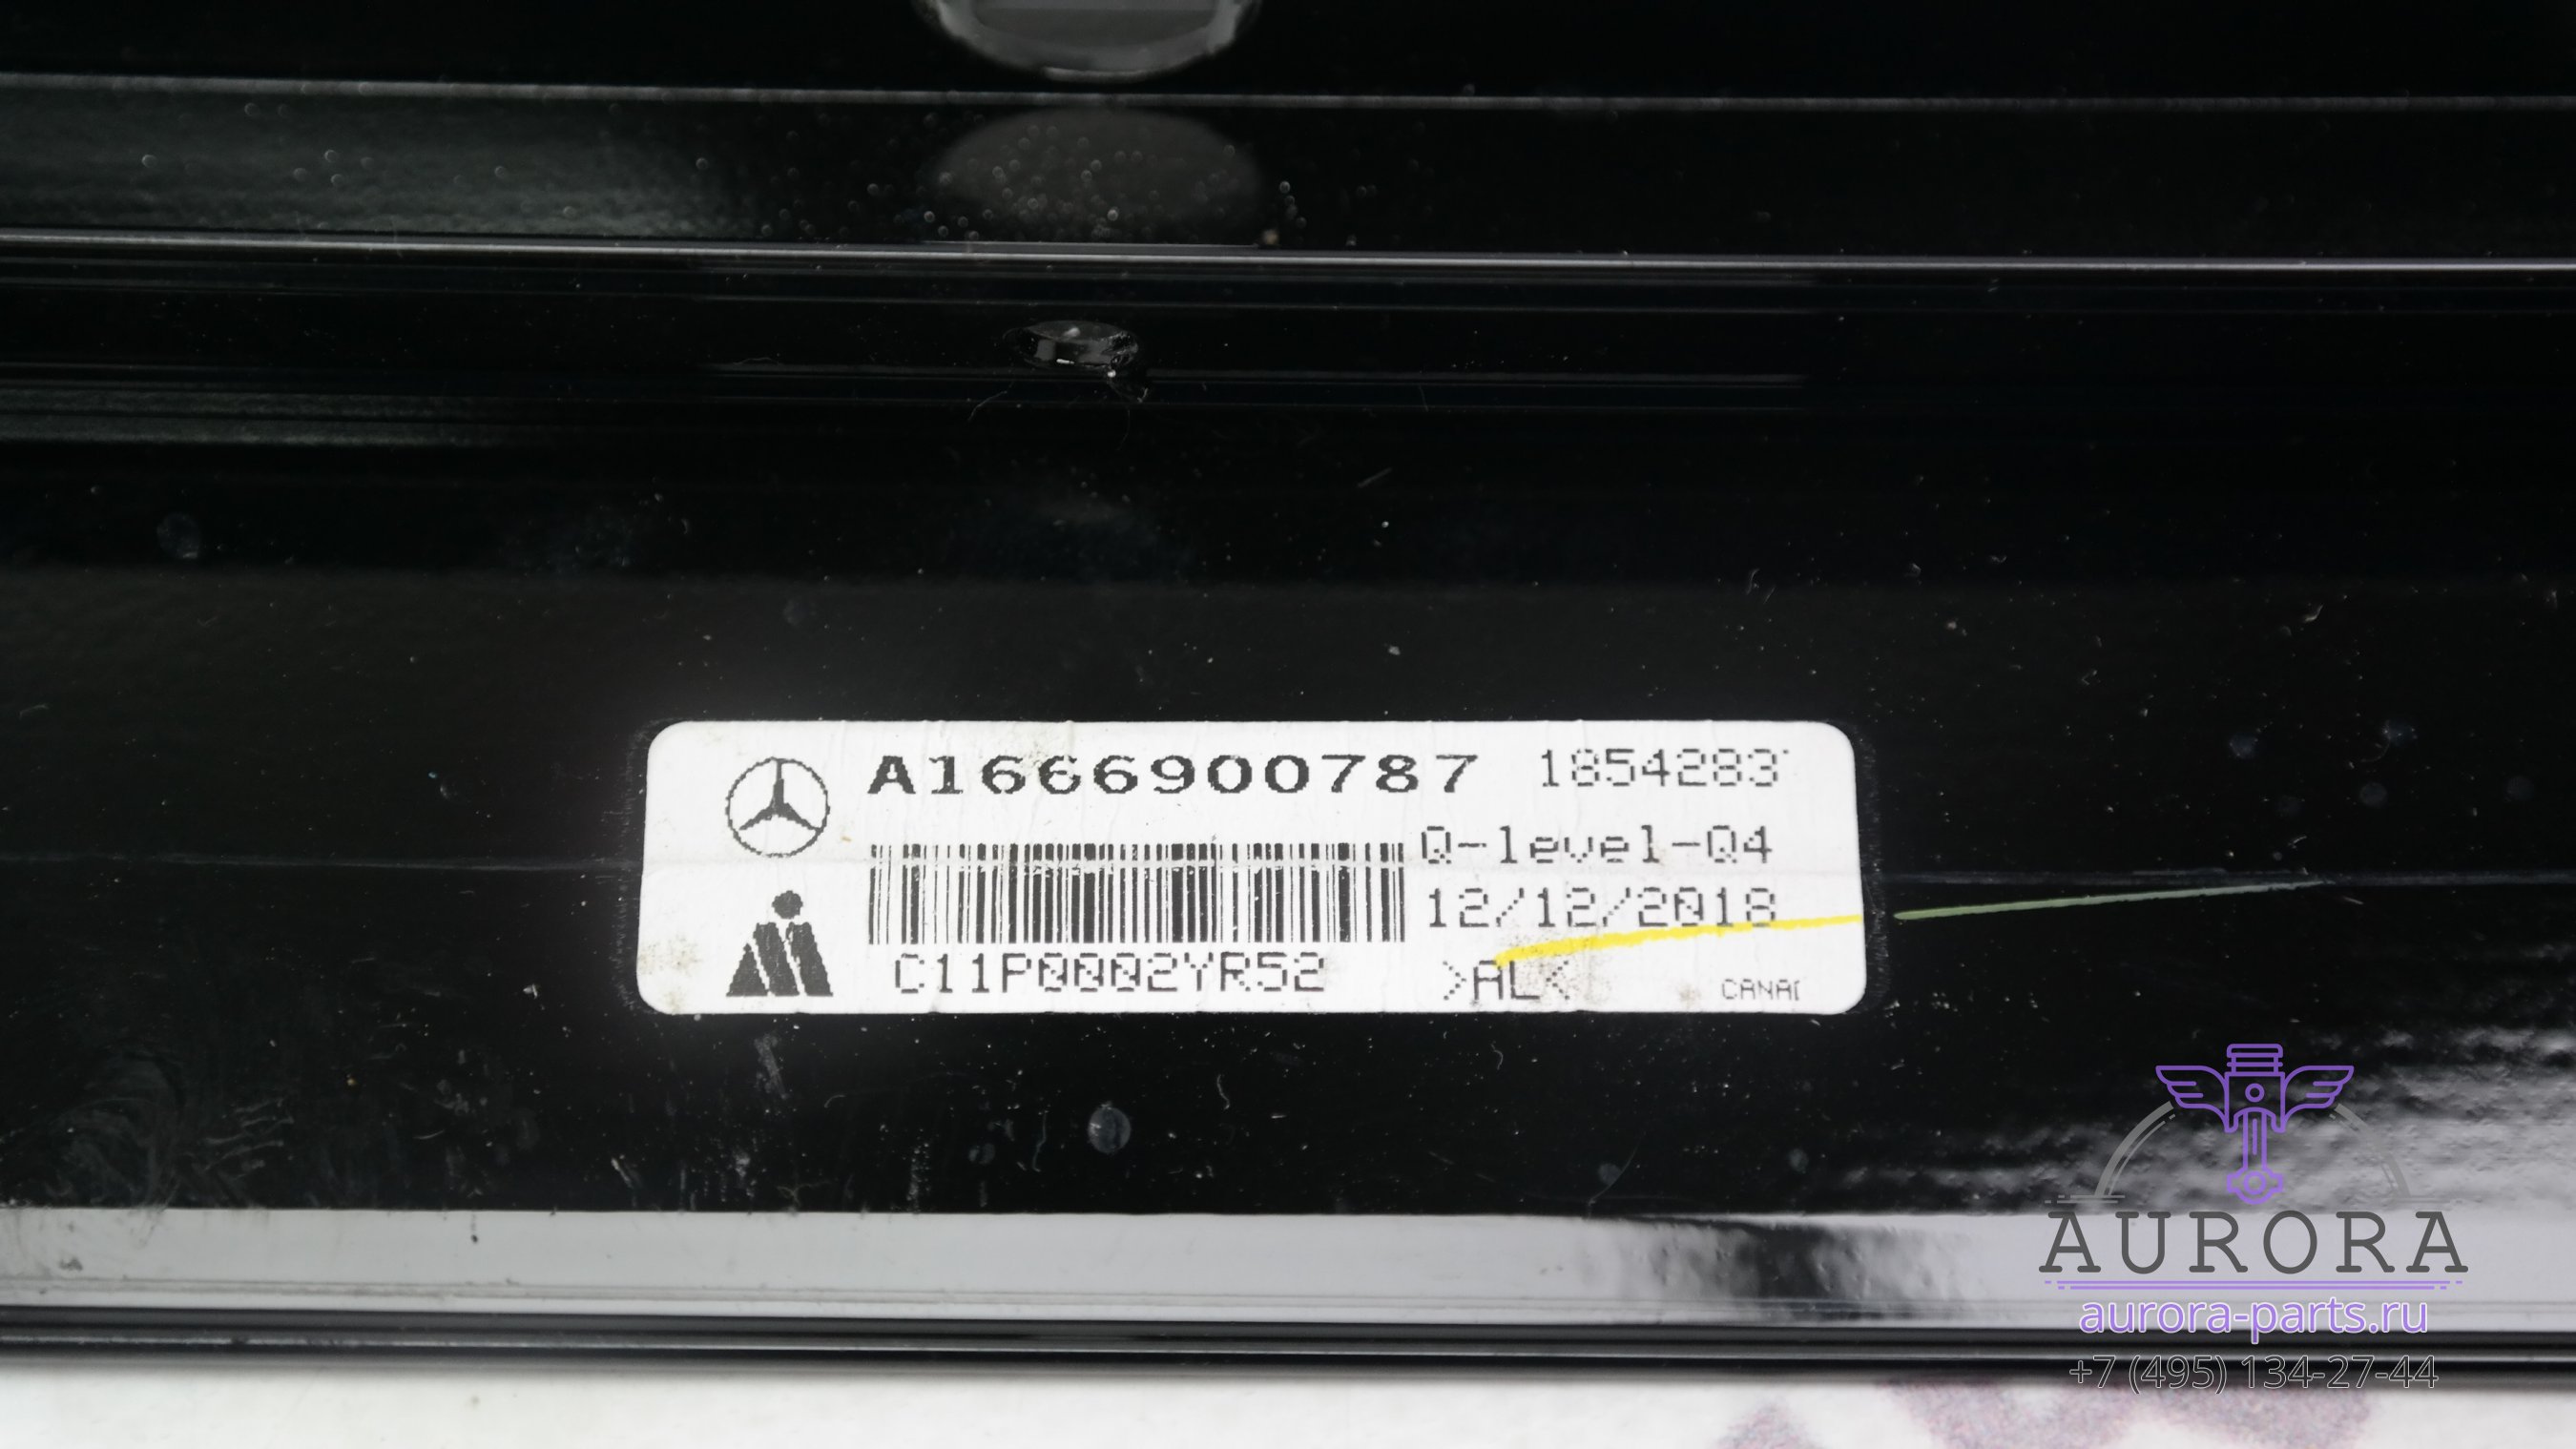 A1666900787 1854283
Q-level-Q4
12/12/2018
C11P0002YR52 >AL<
AURORA
aurora-parts.ru
+7 (495) 134-27-44